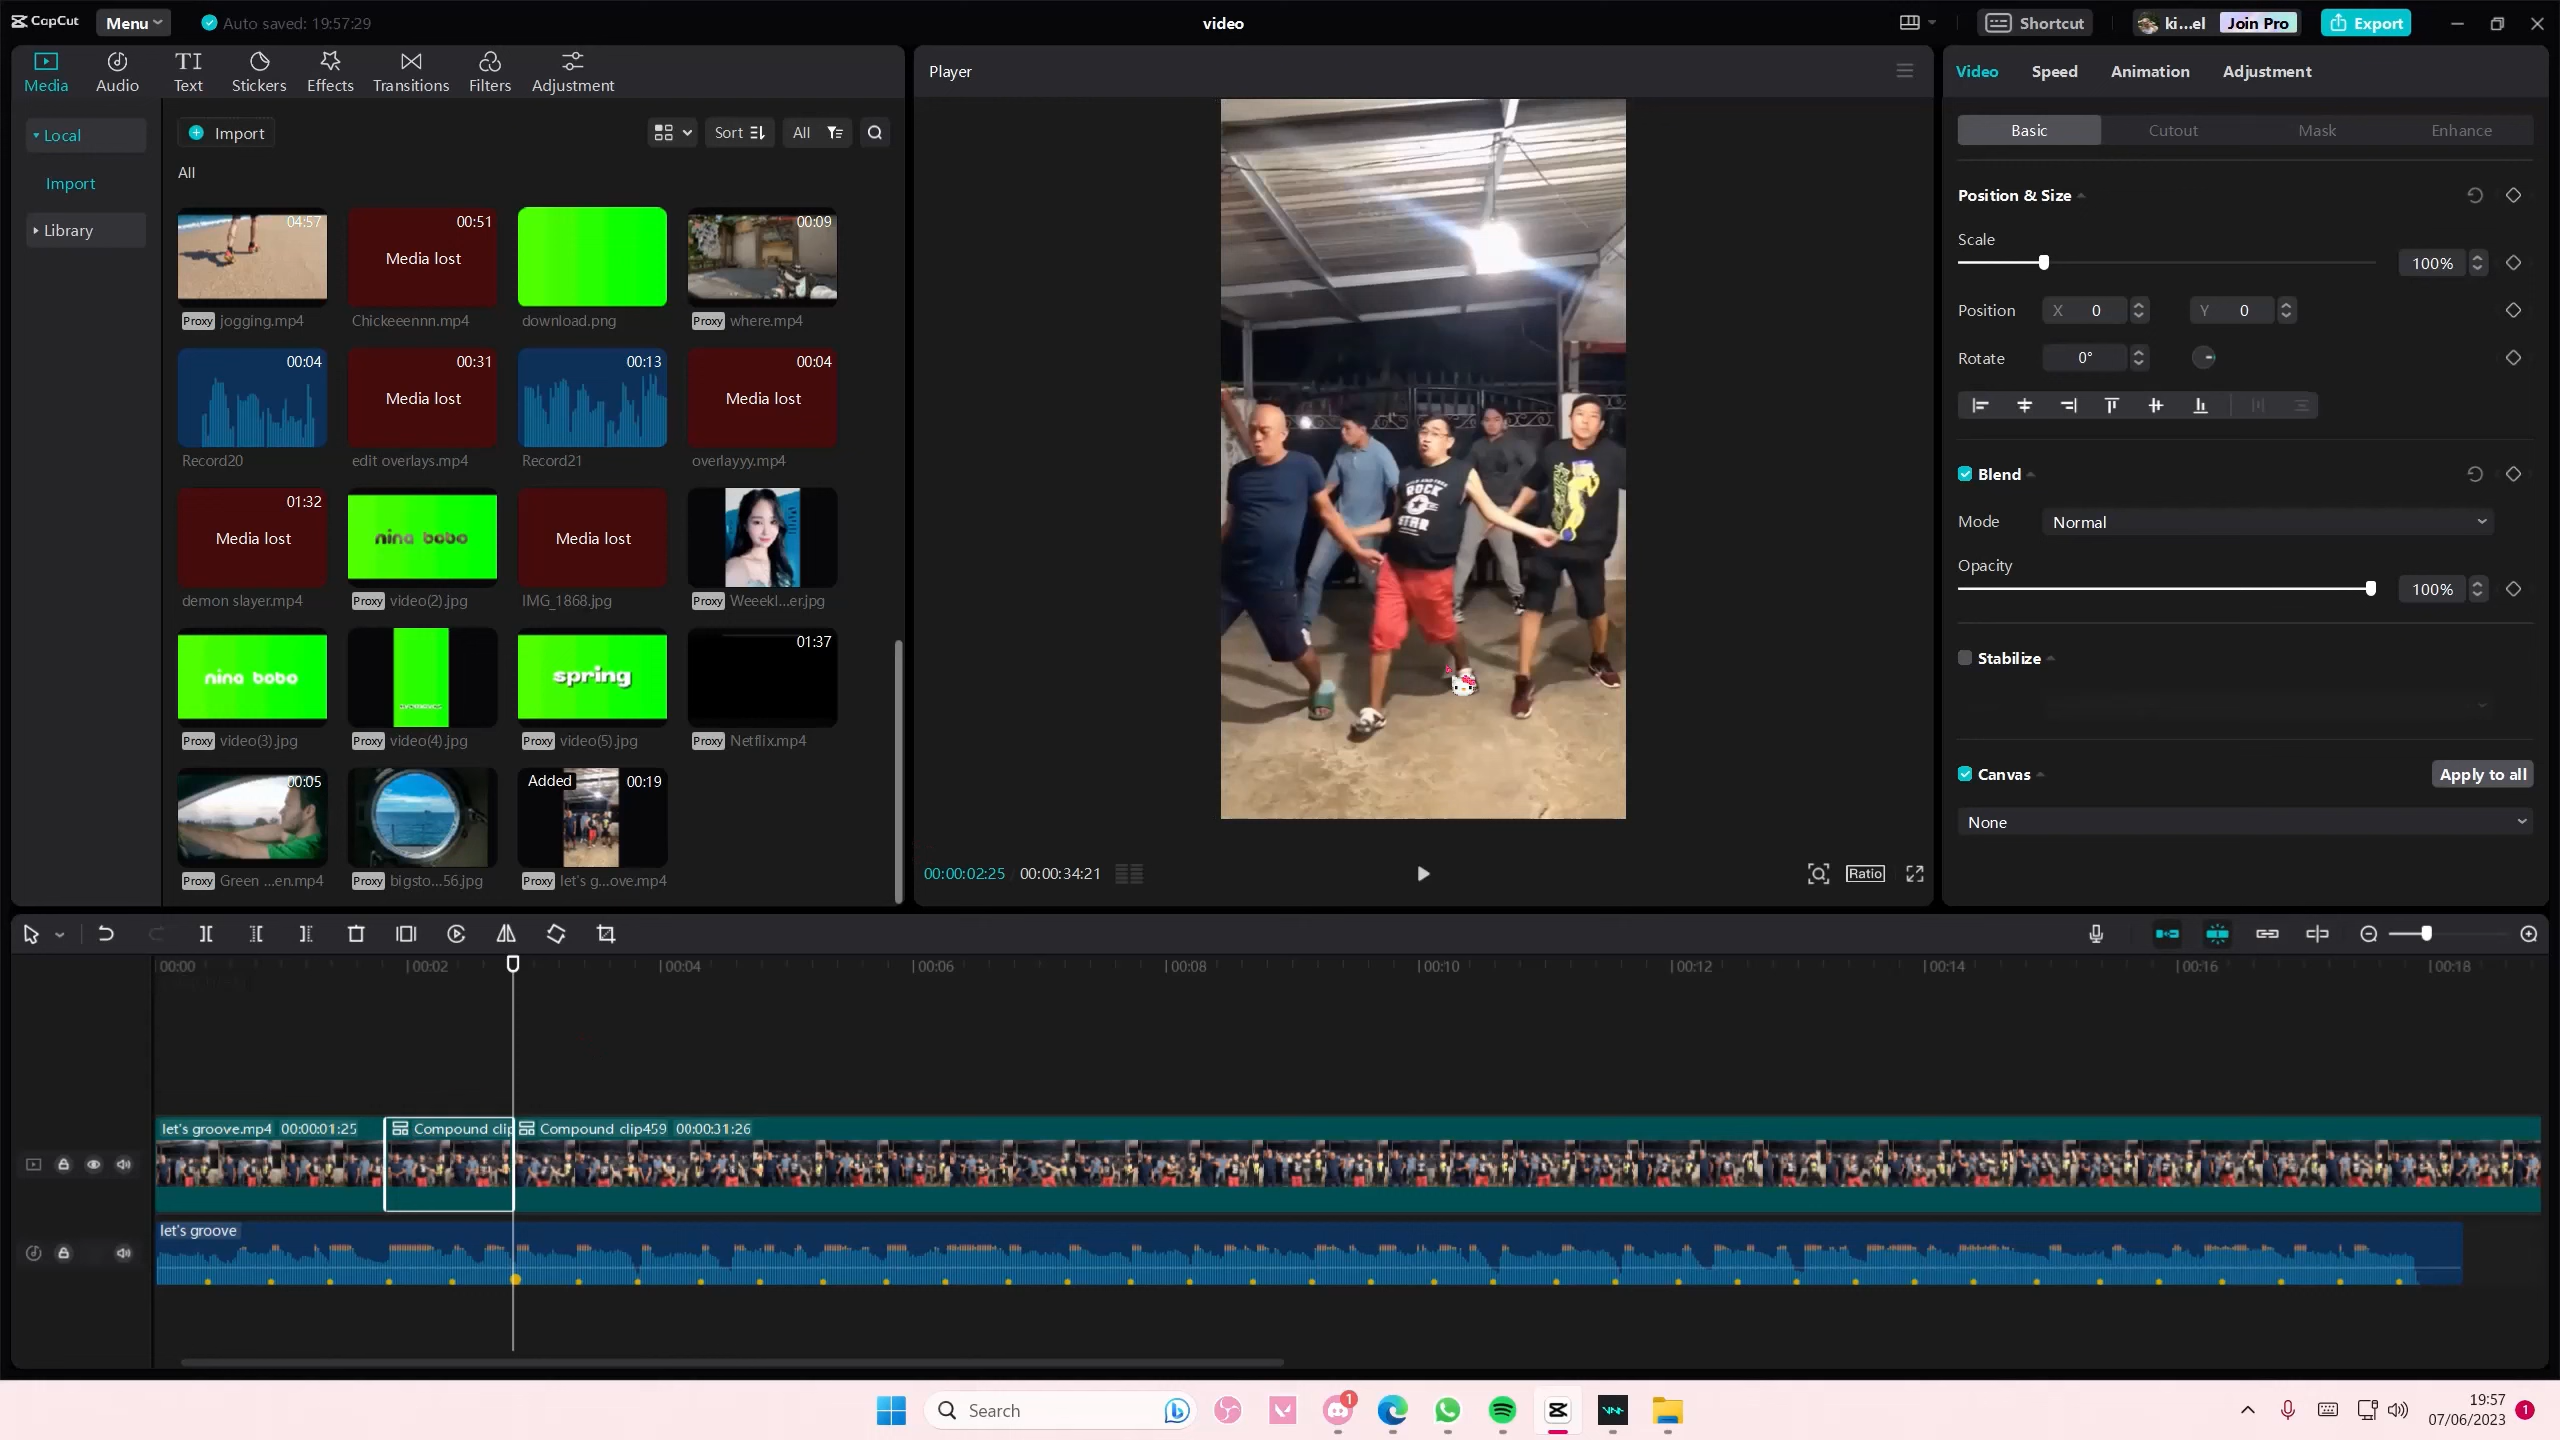 CapCut
Menu
Auto saved: 19:57:29
video
Shortcut
ki...el
Join Pro
Export
Media
Audio
Text
Stickers
Effects
Transitions
Filters
Adjustment
Local
Import
Library
Import
Sort
All
All
04:57
Proxy jogging.mp4
00:51
Media lost
Chickeeennn.mp4
download.png
00:09
Proxy where.mp4
00:04
Record20
00:31
Media lost
edit overlays.mp4
00:13
Record21
00:04
Media lost
overlayyy.mp4
01:32
Media lost
demon slayer.mp4
nina bobo
Proxy video(2).jpg
Media lost
IMG_1868.jpg
Proxy Weeekl...er.jpg
nina bobo
Proxy video(3).jpg
Proxy video(4).jpg
spring
Proxy video(5).jpg
01:37
Proxy Netflix.mp4
00:05
Proxy Green ...en.mp4
Proxy bigsto...56.jpg
Added 00:19
Proxy let's g...ove.mp4
Player
ROCK
STAR
00:00:02:25
00:00:34:21
Ratio
Video
Speed
Animation
Adjustment
Basic
Cutout
Mask
Enhance
Position & Size
Scale
100%
Position
X 0
Y 0
Rotate
0°
Blend
Mode
Normal
Opacity
100%
Stabilize
Canvas
Apply to all
None
00:00
00:02
00:04
00:06
00:08
00:10
00:12
00:14
00:16
00:18
let's groove.mp4 00:00:01:25
Compound clip
Compound clip459 00:00:31:26
let's groove
Search
1
19:57
07/06/2023
1